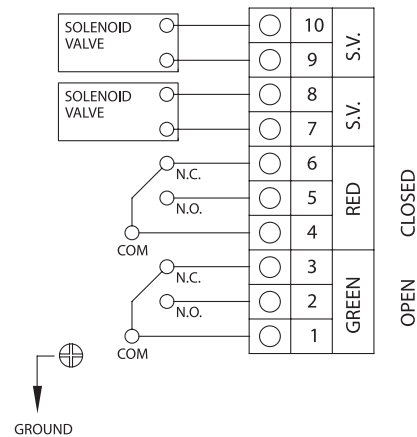 SOLENOID
VALVE
10
9
S.V.
SOLENOID
VALVE
8
7
S.V.
N.C.
N.O.
COM
6
5
4
RED
CLOSED
N.C.
N.O.
COM
3
2
1
GREEN
OPEN
GROUND